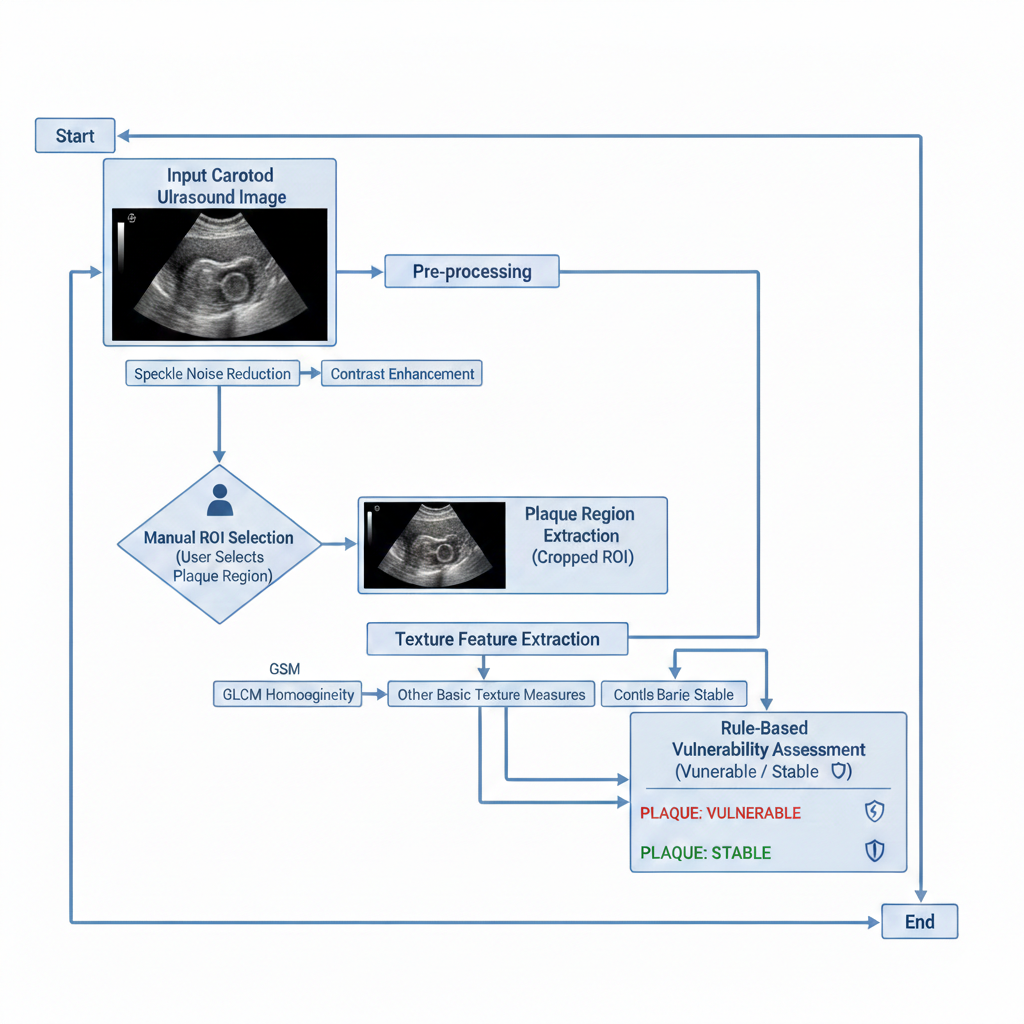 Start
Input Carotod
Ulrasound Image
Pre-processing
Speckle Noise Reduction
Contrast Enhancement
Manual ROI Selection
(User Selects
Plaque Region)
Plaque Region
Extraction
(Cropped ROI)
Texture Feature Extraction
GSM
GLCM Homoogineity
Other Basic Texture Measures
Contls Barie Stable
Rule-Based
Vulnerability Assessment
(Vunerable / Stable)
PLAQUE: VULNERABLE
PLAQUE: STABLE
End